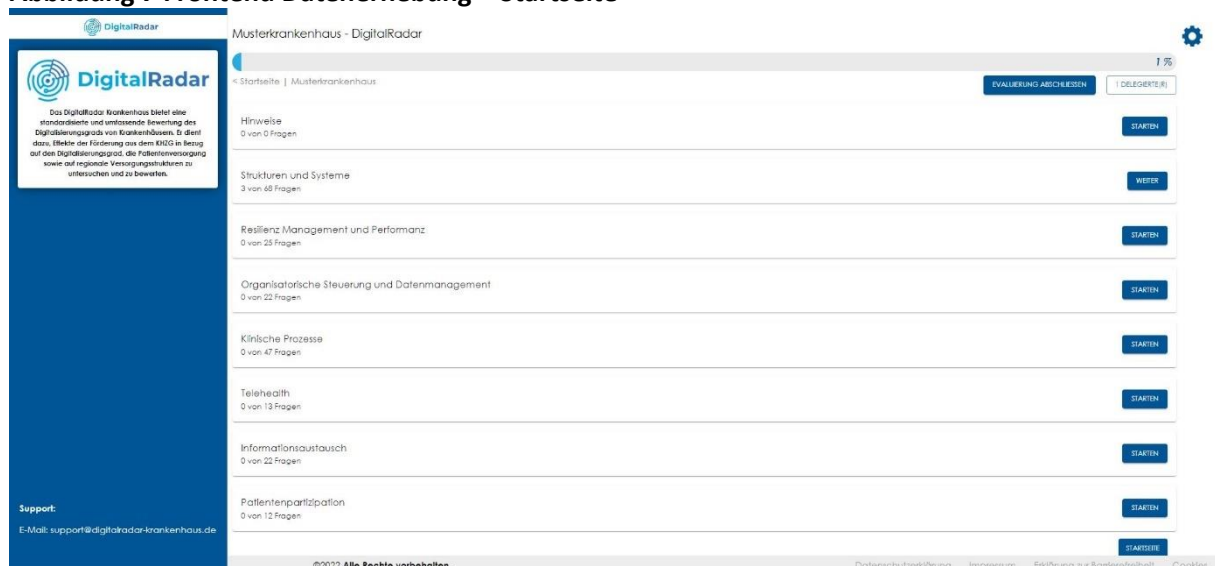 DigitalRadar
Musterkrankenhaus - DigitalRadar
1 %
< Startseite | Musterkrankenhaus
EVALUIERUNG ABSCHLIESSEN
1 DELEGIERTE(R)
DigitalRadar
Das DigitalRadar Krankenhaus bietet eine
standardisierte und umfassende Bewertung des
Digitalisierungsgrads von Krankenhäusern. Er dient
dazu, Effekte der Förderung aus dem KHZG in Bezug
auf den Digitalisierungsgrad, die Patientenversorgung
sowie auf regionale Versorgungsstrukturen zu
untersuchen und zu bewerten.
Hinweise
0 von 0 Fragen
STARTEN
Strukturen und Systeme
3 von 68 Fragen
WEITER
Resilienz Management und Performanz
0 von 25 Fragen
STARTEN
Organisatorische Steuerung und Datenmanagement
0 von 22 Fragen
STARTEN
Klinische Prozesse
0 von 47 Fragen
STARTEN
Telehealth
0 von 13 Fragen
STARTEN
Informationsaustausch
0 von 22 Fragen
STARTEN
Patientenpartizipation
0 von 12 Fragen
STARTEN
Support:
E-Mail: support@digitalradar-krankenhaus.de
STARTSEITE
©2022 Alle Rechte vorbehalten
Datenschutzerklärung Impressum Erklärung zur Barrierefreiheit Cookies